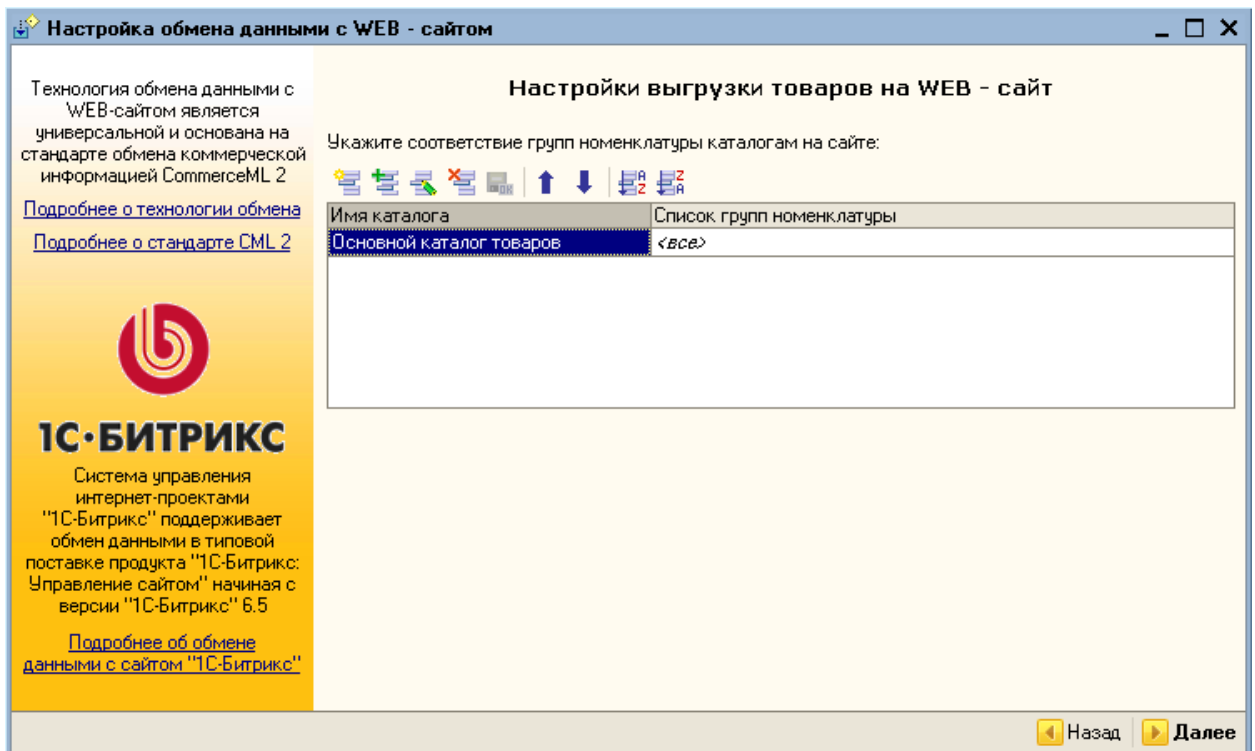 Настройка обмена данными с WEB - сайтом
Технология обмена данными с
WEB-сайтом является
универсальной и основана на
стандарте обмена коммерческой
информацией CommerceML 2
Подробнее о технологии обмена
Подробнее о стандарте CML 2
1С·БИТРИКС
Система управления
интернет-проектами
"1С-Битрикс" поддерживает
обмен данными в типовой
поставке продукта "1С-Битрикс:
Управление сайтом" начиная с
версии "1С-Битрикс" 6.5
Подробнее об обмене
данными с сайтом "1С-Битрикс"
Настройки выгрузки товаров на WEB - сайт
Укажите соответствие групп номенклатуры каталогам на сайте:
Имя каталога Список групп номенклатуры
Основной каталог товаров <все>
Назад Далее